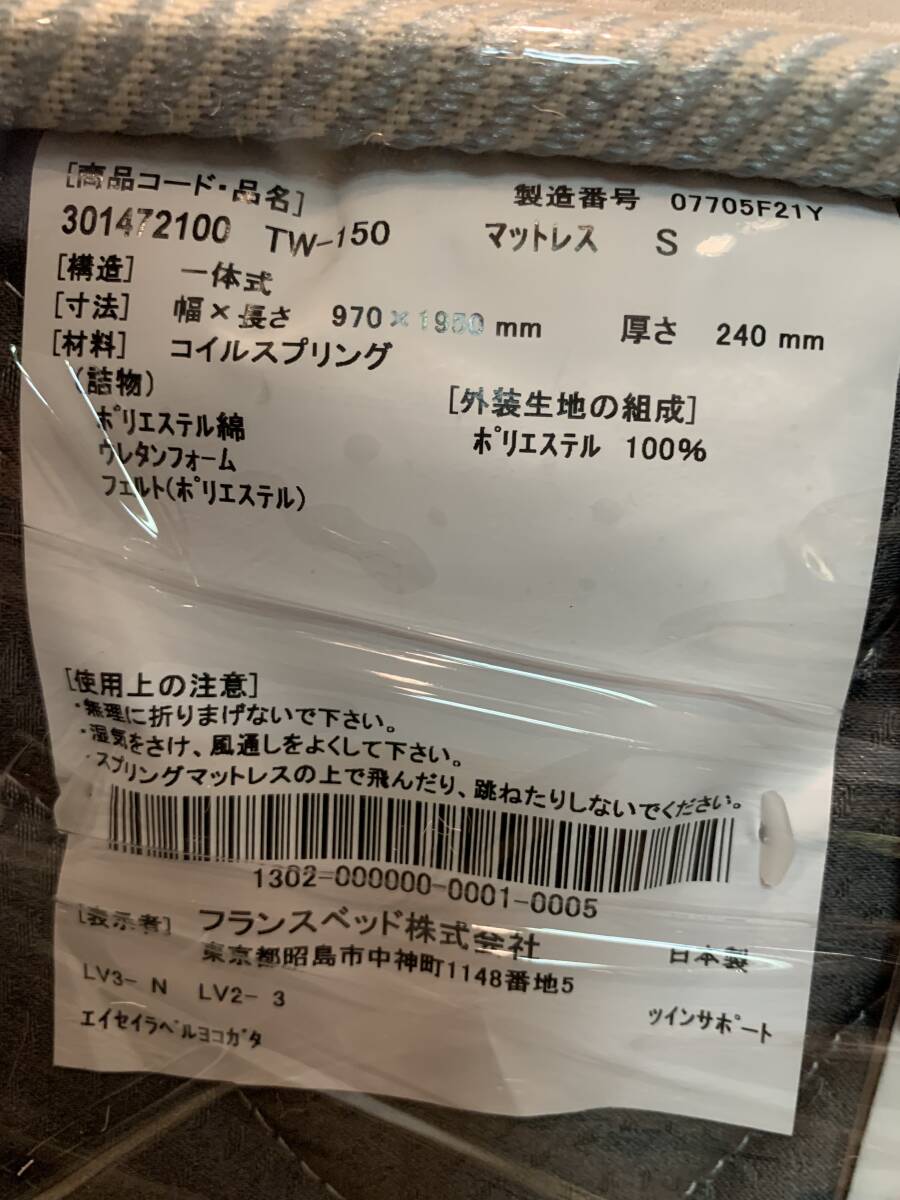 [商品コード・品名] 製造番号 07705F21Y
301472100 TW-150 マットレス S
[構造] 一体式
[寸法] 幅×長さ 970×1950 mm 厚さ 240 mm
[材料] コイルスプリング
(詰物) [外装生地の組成]
ポリエステル綿 ポリエステル 100%
ウレタンフォーム
フェルト(ポリエステル)
[使用上の注意]
・無理に折りまげないで下さい。
・湿気をさけ、風通しをよくして下さい。
・スプリングマットレスの上で飛んだり、跳ねたりしないでください。
1302-000000-0001-0005
[表示者] フランスベッド株式会社 日本製
東京都昭島市中神町1148番地5
LV3- N LV2- 3
エイセイラベルヨコガタ ツインサポート